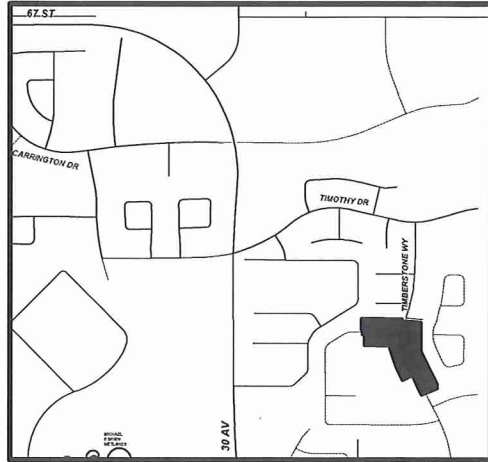 67 ST
CARRINGTON DR
TIMOTHY DR
TIMBERSTONE WY
30 AV